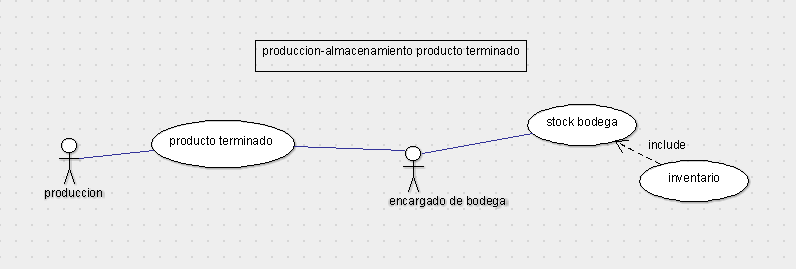 produccion-almacenamiento producto terminado
stock bodega
producto terminado
include
inventario
produccion
encargado de bodega